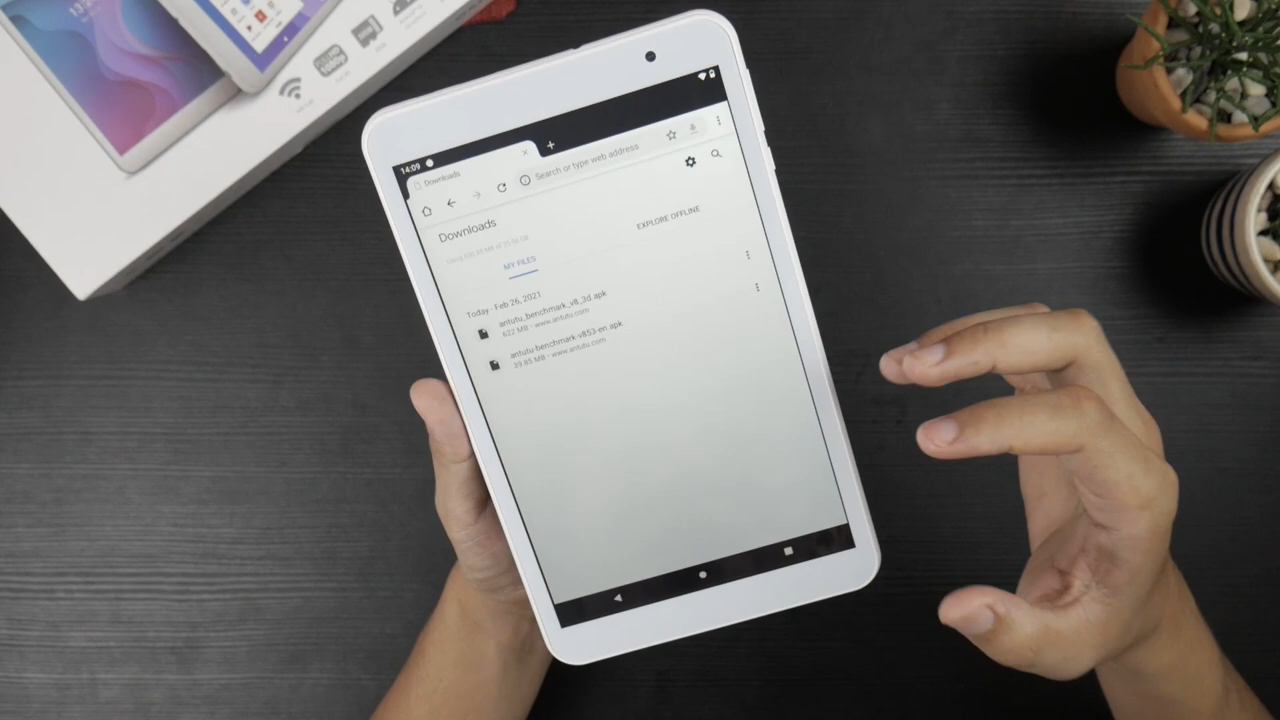 14:09
Downloads
Search or type web address
Downloads
EXPLORE OFFLINE
MY FILES
Today - Feb 26, 2021
antutu_benchmark_v8_3d.apk
622 MB - www.antutu.com
antutu-benchmark-v853-en.apk
39.85 MB - www.antutu.com
1080p